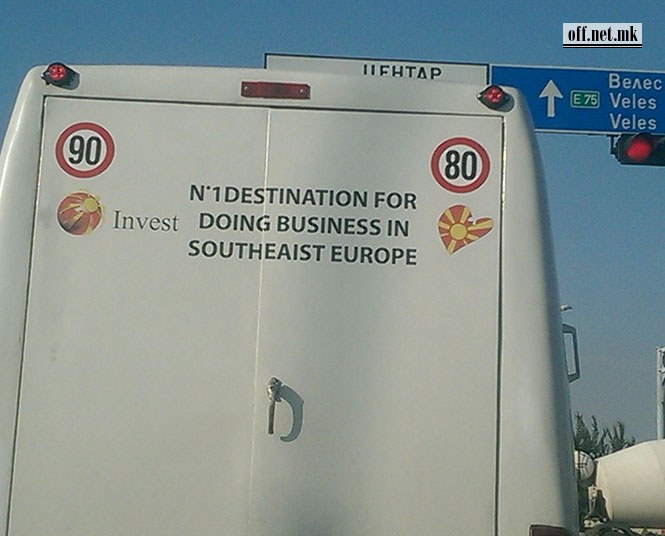 off.net.mk
ЦЕНТАР
E 75
Велес
Veles
Veles
90
80
Invest
N°1DESTINATION FOR
DOING BUSINESS IN
SOUTHEAIST EUROPE